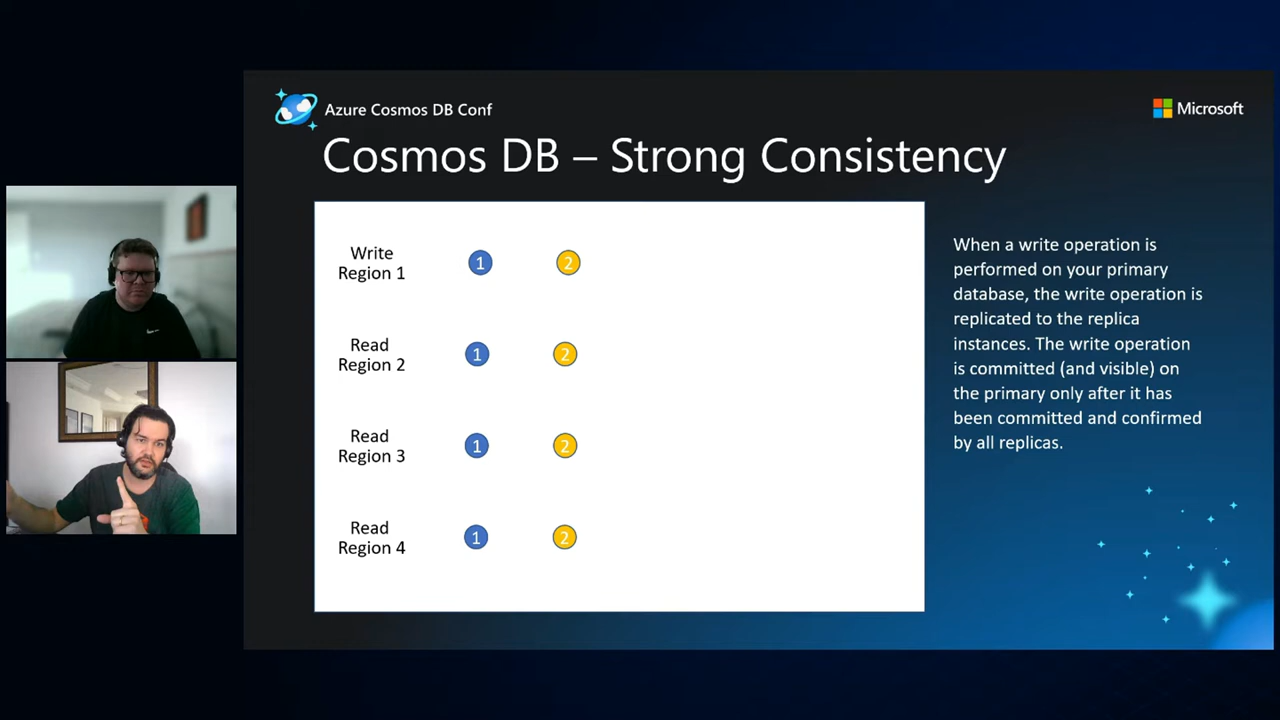 Azure Cosmos DB Conf
Microsoft
Cosmos DB – Strong Consistency
Write
Region 1
1
2
Read
Region 2
1
2
Read
Region 3
1
2
Read
Region 4
1
2
When a write operation is
performed on your primary
database, the write operation is
replicated to the replica
instances. The write operation
is committed (and visible) on
the primary only after it has
been committed and confirmed
by all replicas.